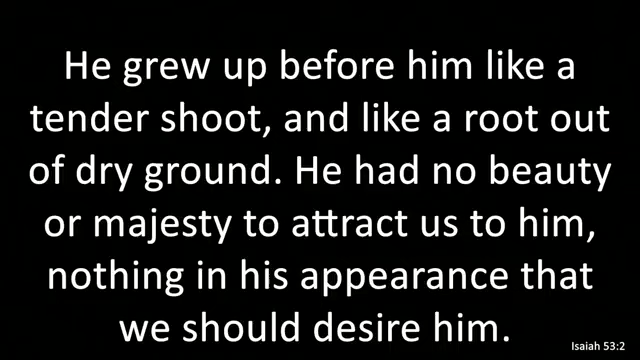 He grew up before him like a
tender shoot, and like a root out
of dry ground. He had no beauty
or majesty to attract us to him,
nothing in his appearance that
we should desire him.
Isaiah 53:2